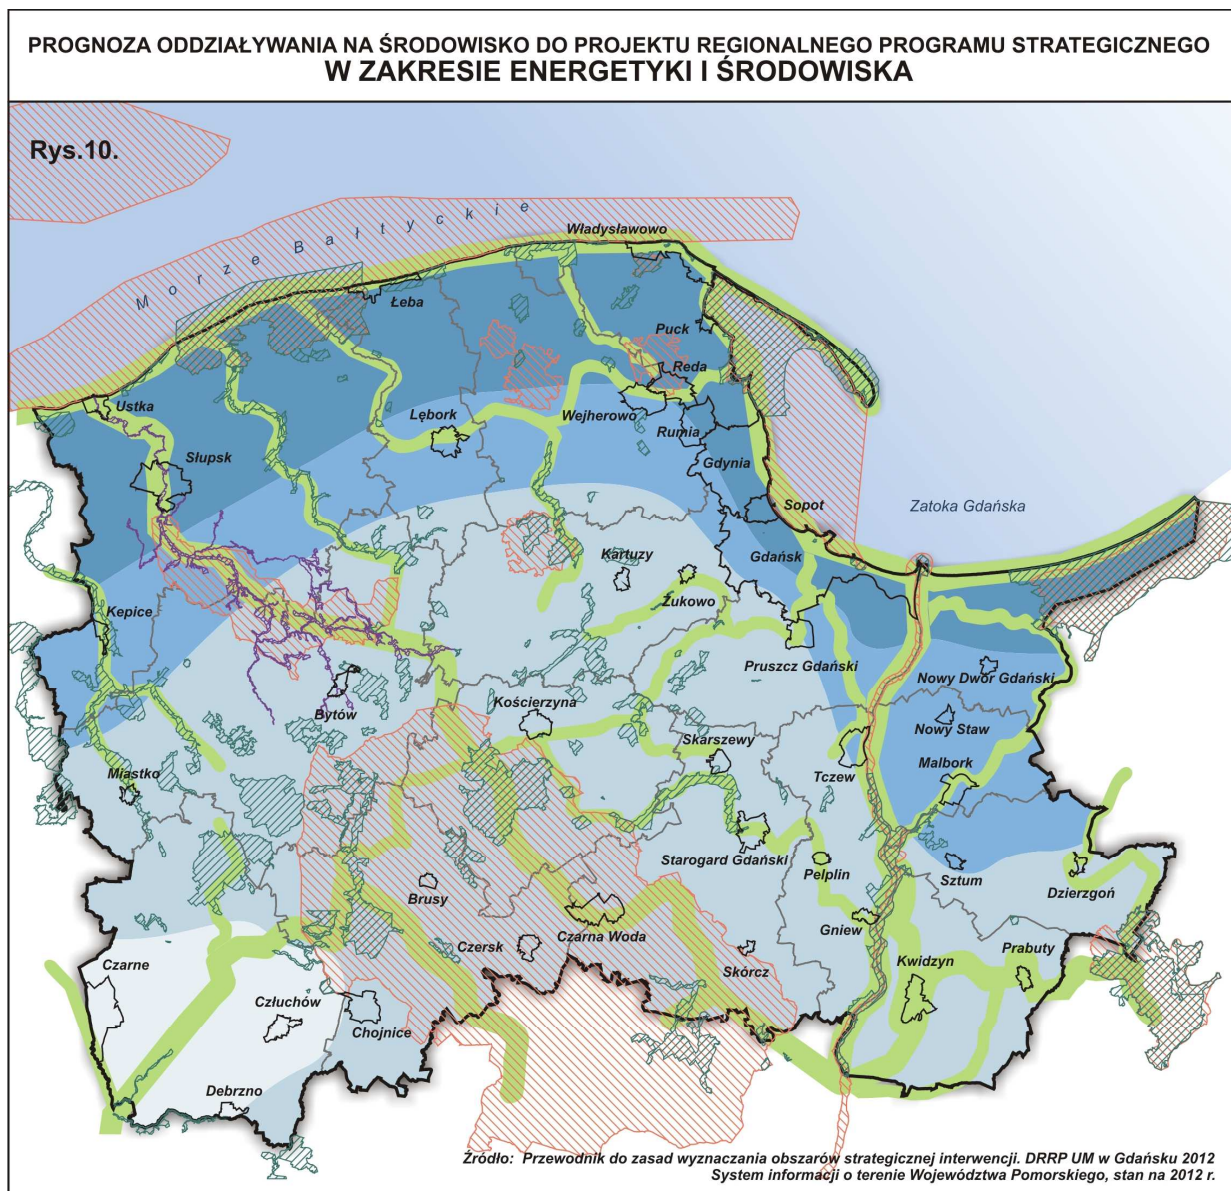 PROGNOZA ODDZIAŁYWANIA NA ŚRODOWISKO DO PROJEKTU REGIONALNEGO PROGRAMU STRATEGICZNEGO
W ZAKRESIE ENERGETYKI I ŚRODOWISKA
Rys.10.
Morze Bałtyckie
Władysławowo
Łeba
Puck
Reda
Ustka
Lębork
Wejherowo
Rumia
Słupsk
Gdynia
Sopot
Zatoka Gdańska
Kartuzy
Gdańsk
Żukowo
Kepice
Pruszcz Gdański
Nowy Dwór Gdański
Bytów
Kościerzyna
Nowy Staw
Skarszewy
Miastko
Tczew
Malbork
Starogard Gdański
Pelplin
Sztum
Dzierzgoń
Brusy
Czersk
Czarna Woda
Gniew
Prabuty
Czarne
Skórcz
Kwidzyn
Człuchów
Chojnice
Debrzno
Źródło: Przewodnik do zasad wyznaczania obszarów strategicznej interwencji. DRRP UM w Gdańsku 2012
System informacji o terenie Województwa Pomorskiego, stan na 2012 r.